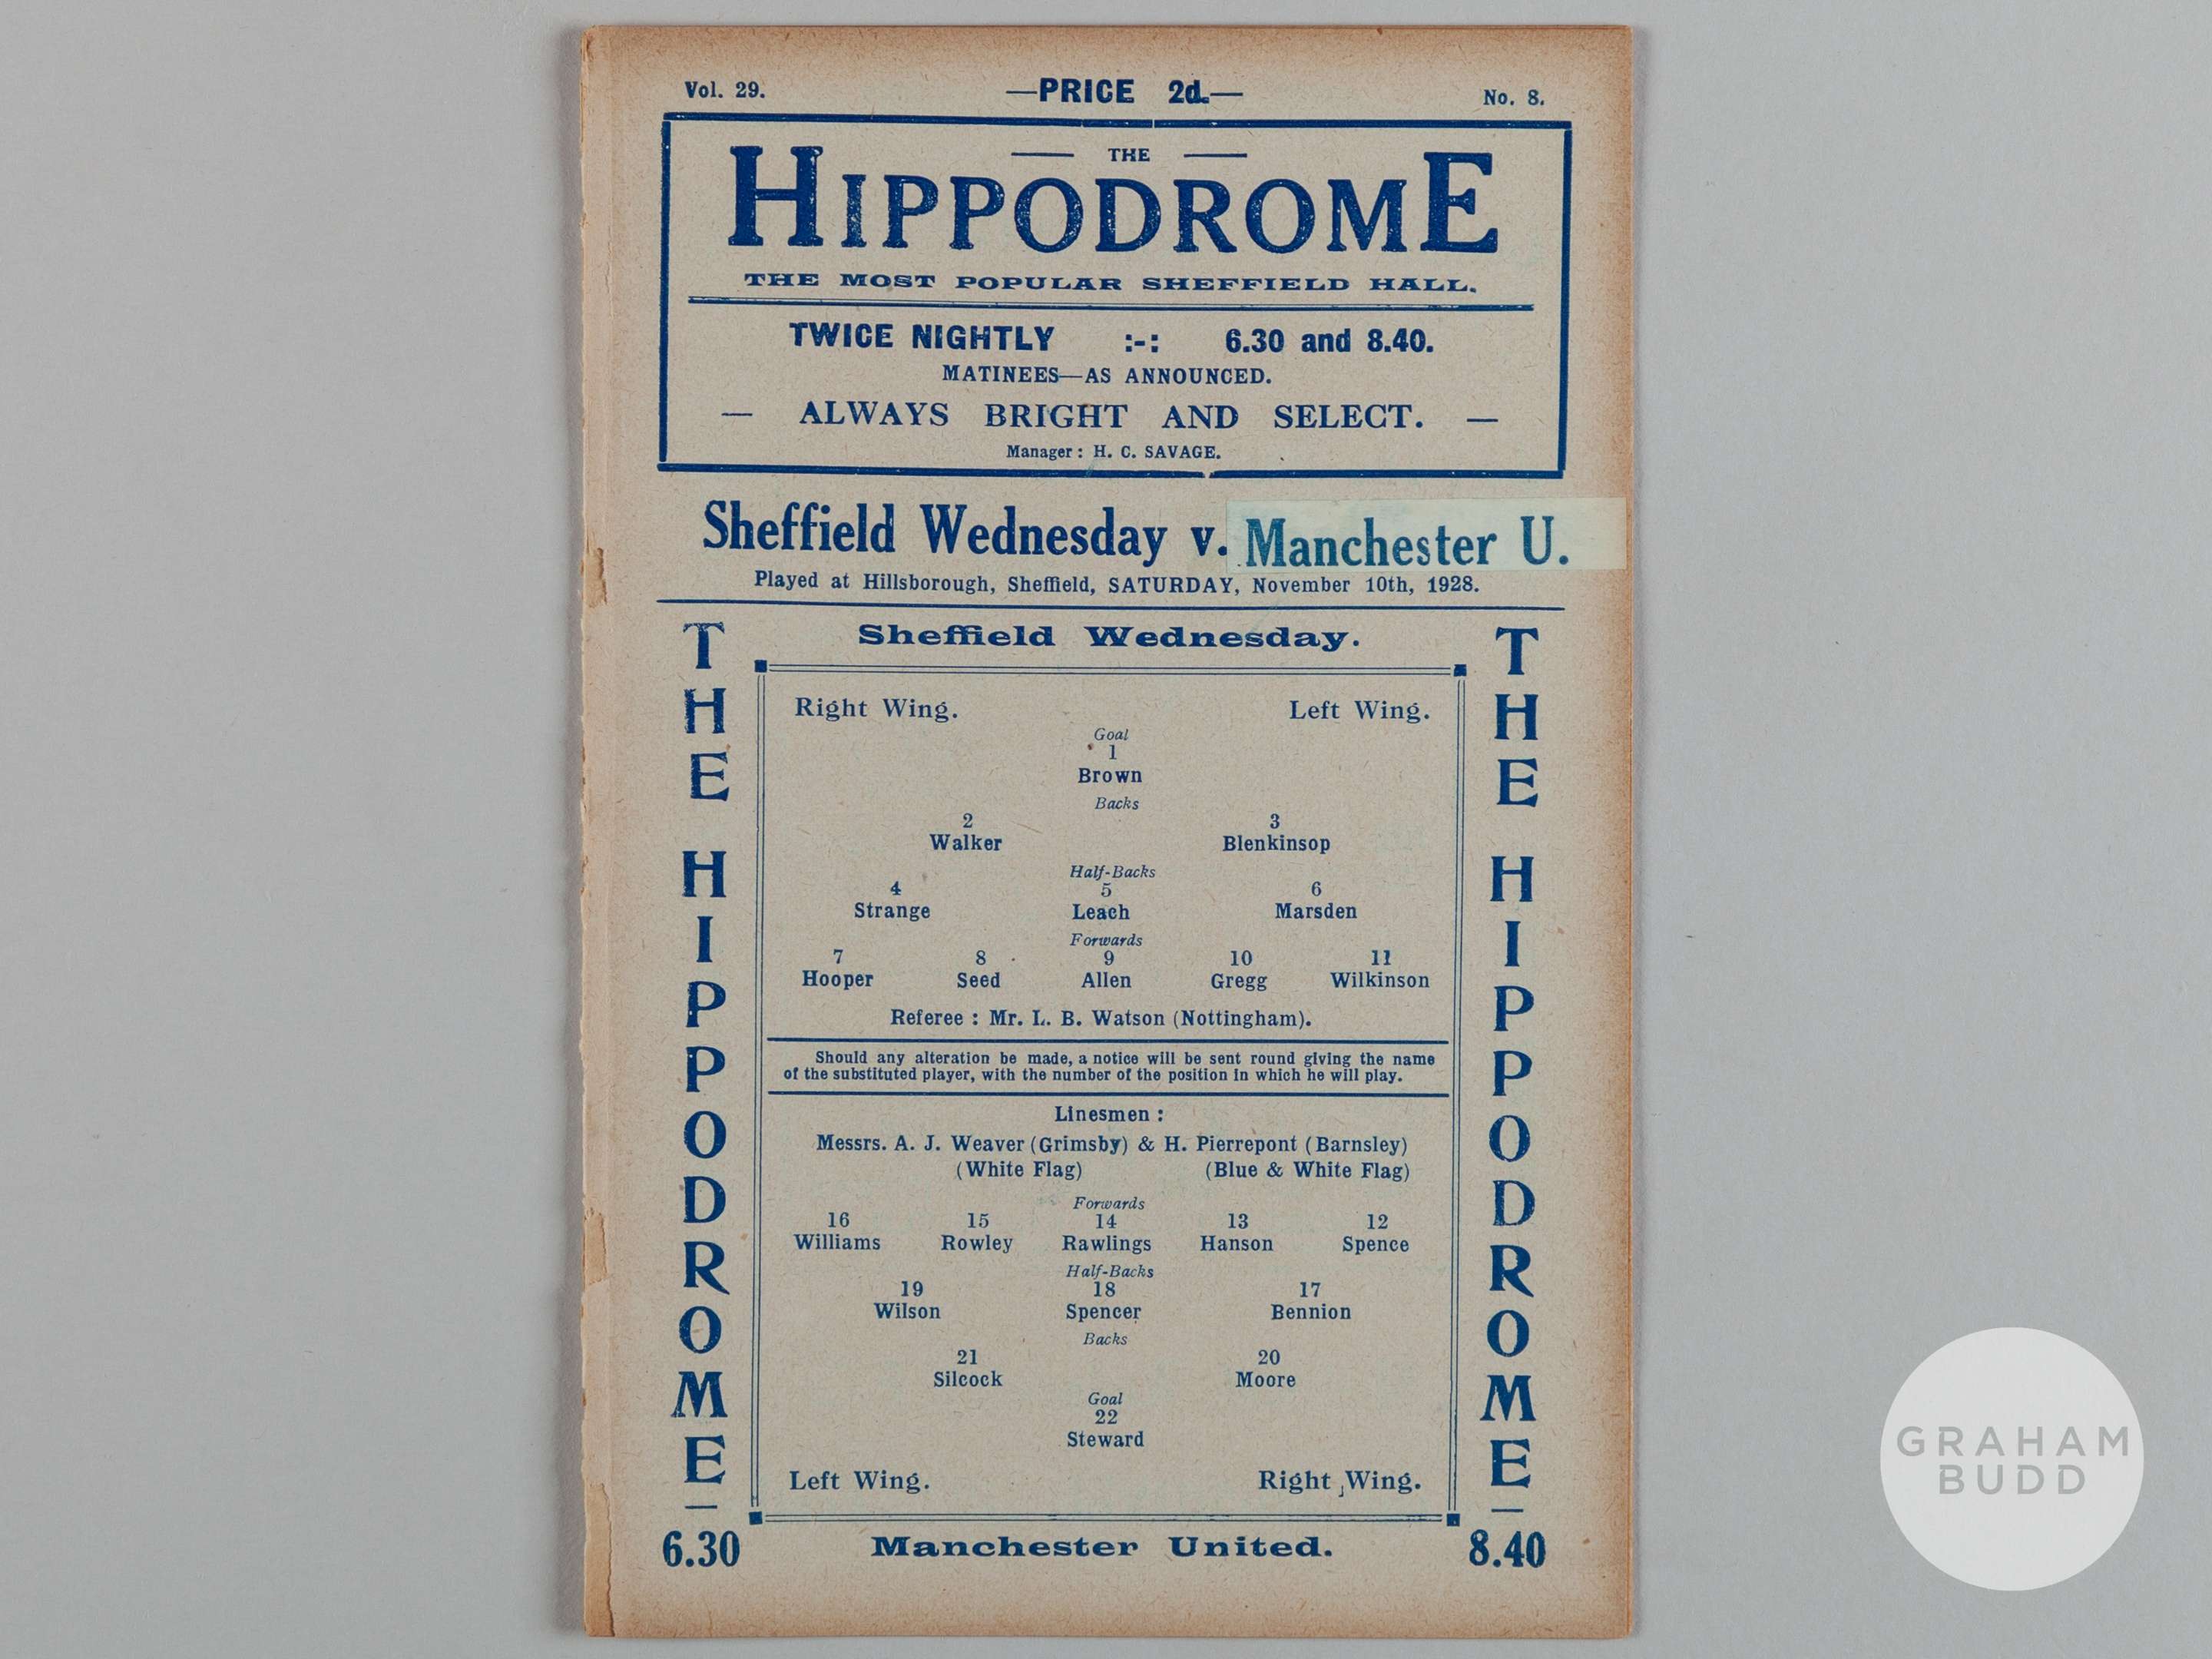 Vol. 29. —PRICE 2d.— No. 8.
— THE —
HIPPODROME
THE MOST POPULAR SHEFFIELD HALL.
TWICE NIGHTLY :-: 6.30 and 8.40.
MATINEES—AS ANNOUNCED.
— ALWAYS BRIGHT AND SELECT. —
Manager: H. C. SAVAGE.
Sheffield Wednesday v. Manchester U.
Played at Hillsborough, Sheffield, SATURDAY, November 10th, 1928.
THE HIPPODROME—
6.30
Sheffield Wednesday.
Right Wing. Left Wing.
Goal
1
Brown
Backs
2 3
Walker Blenkinsop
Half-Backs
4 5 6
Strange Leach Marsden
Forwards
7 8 9 10 11
Hooper Seed Allen Gregg Wilkinson
Referee : Mr. L. B. Watson (Nottingham).
Should any alteration be made, a notice will be sent round giving the name
of the substituted player, with the number of the position in which he will play.
Linesmen :
Messrs. A. J. Weaver (Grimsby) & H. Pierrepont (Barnsley)
(White Flag) (Blue & White Flag)
Forwards
16 15 14 13 12
Williams Rowley Rawlings Hanson Spence
Half-Backs
19 18 17
Wilson Spencer Bennion
Backs
21 20
Silcock Moore
Goal
22
Steward
Left Wing. Right Wing.
Manchester United.
THE HIPPODROME—
8.40
GRAHAM
BUDD